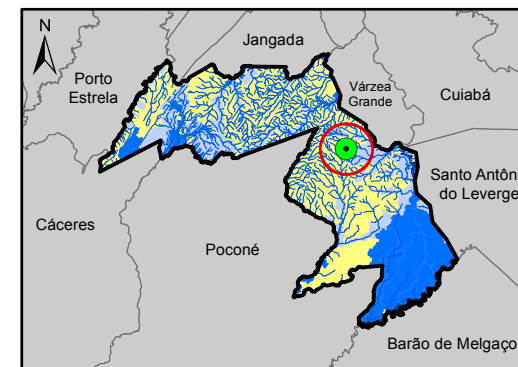 N
Jangada
Porto
Estrela
Várzea
Grande
Cuiabá
Santo Antôn
do Leverge
Cáceres
Poconé
Barão de Melgaço